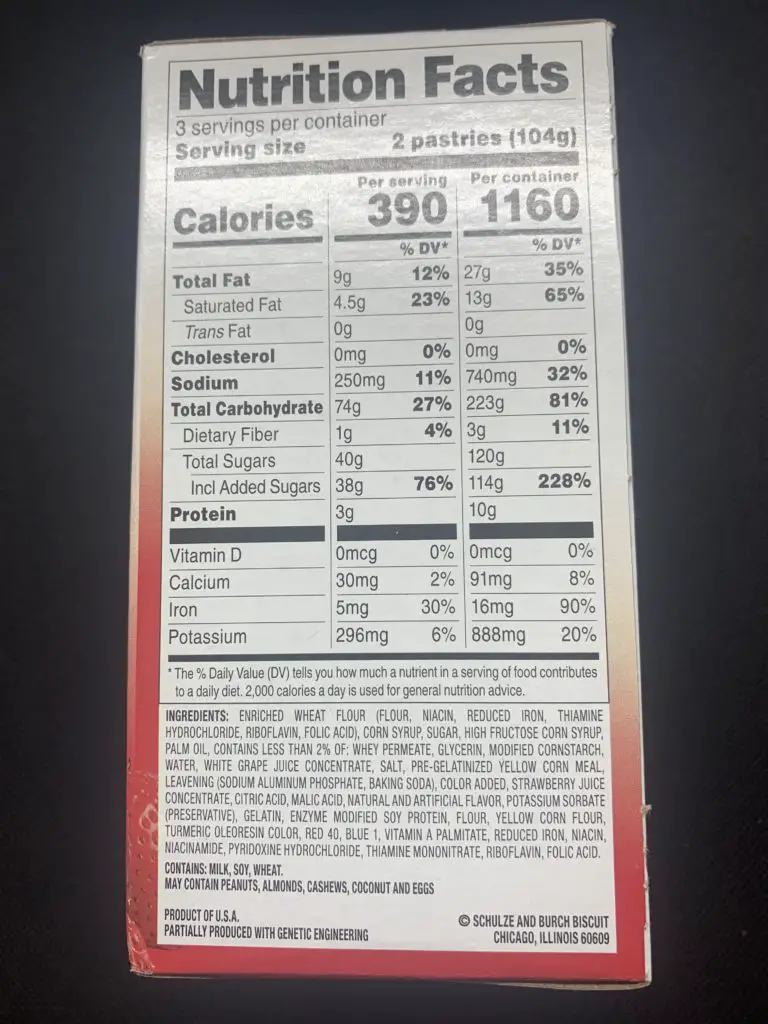 Nutrition Facts
3 servings per container
Serving size 2 pastries (104g)
Per serving Per container
Calories 390 1160
% DV* % DV*
Total Fat 9g 12% 27g 35%
Saturated Fat 4.5g 23% 13g 65%
Trans Fat 0g 0g
Cholesterol 0mg 0% 0mg 0%
Sodium 250mg 11% 740mg 32%
Total Carbohydrate 74g 27% 223g 81%
Dietary Fiber 1g 4% 3g 11%
Total Sugars 40g 120g
Incl Added Sugars 38g 76% 114g 228%
Protein 3g 10g
Vitamin D 0mcg 0% 0mcg 0%
Calcium 30mg 2% 91mg 8%
Iron 5mg 30% 16mg 90%
Potassium 296mg 6% 888mg 20%
* The % Daily Value (DV) tells you how much a nutrient in a serving of food contributes
to a daily diet. 2,000 calories a day is used for general nutrition advice.
INGREDIENTS: ENRICHED WHEAT FLOUR (FLOUR, NIACIN, REDUCED IRON, THIAMINE
HYDROCHLORIDE, RIBOFLAVIN, FOLIC ACID), CORN SYRUP, SUGAR, HIGH FRUCTOSE CORN SYRUP,
PALM OIL, CONTAINS LESS THAN 2% OF: WHEY PERMEATE, GLYCERIN, MODIFIED CORNSTARCH,
WATER, WHITE GRAPE JUICE CONCENTRATE, SALT, PRE-GELATINIZED YELLOW CORN MEAL,
LEAVENING (SODIUM ALUMINUM PHOSPHATE, BAKING SODA), COLOR ADDED, STRAWBERRY JUICE
CONCENTRATE, CITRIC ACID, MALIC ACID, NATURAL AND ARTIFICIAL FLAVOR, POTASSIUM SORBATE
(PRESERVATIVE), GELATIN, ENZYME MODIFIED SOY PROTEIN, FLOUR, YELLOW CORN FLOUR,
TURMERIC OLEORESIN COLOR, RED 40, BLUE 1, VITAMIN A PALMITATE, REDUCED IRON, NIACIN,
NIACINAMIDE, PYRIDOXINE HYDROCHLORIDE, THIAMINE MONONITRATE, RIBOFLAVIN, FOLIC ACID.
CONTAINS: MILK, SOY, WHEAT.
MAY CONTAIN PEANUTS, ALMONDS, CASHEWS, COCONUT AND EGGS
PRODUCT OF U.S.A.
PARTIALLY PRODUCED WITH GENETIC ENGINEERING
© SCHULZE AND BURCH BISCUIT
CHICAGO, ILLINOIS 60609